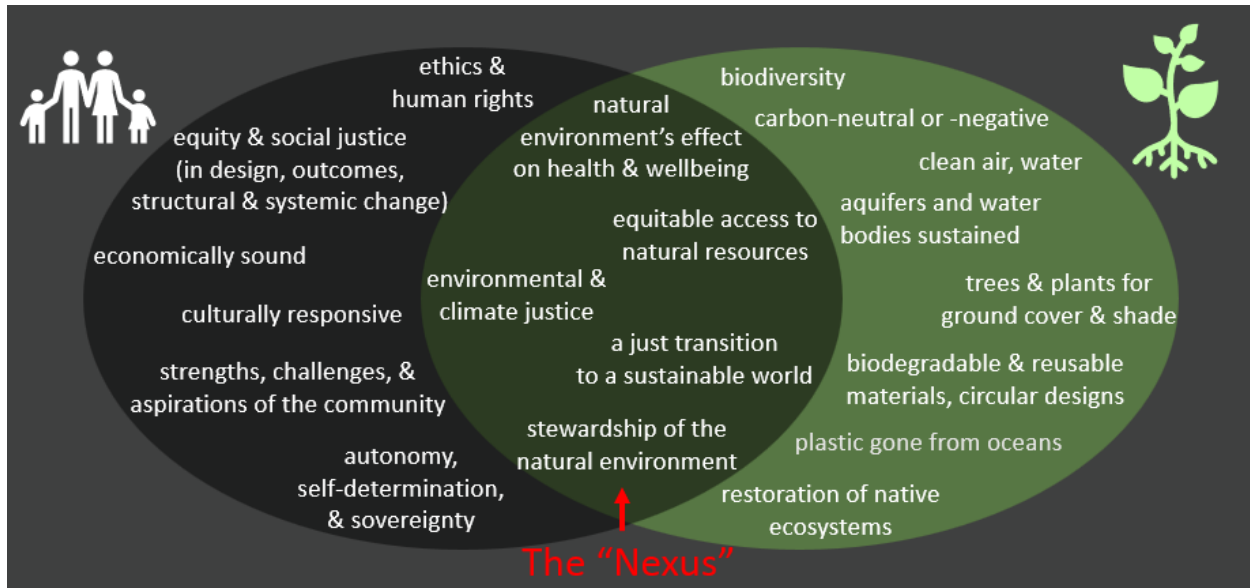 ethics &
human rights
equity & social justice
(in design, outcomes,
structural & systemic change)
economically sound
culturally responsive
strengths, challenges, &
aspirations of the community
autonomy,
self-determination,
& sovereignty
natural
environment’s effect
on health & wellbeing
equitable access to
natural resources
environmental &
climate justice
a just transition
to a sustainable world
stewardship of the
natural environment
biodiversity
carbon-neutral or -negative
clean air, water
aquifers and water
bodies sustained
trees & plants for
ground cover & shade
biodegradable & reusable
materials, circular designs
plastic gone from oceans
restoration of native
ecosystems
The “Nexus”